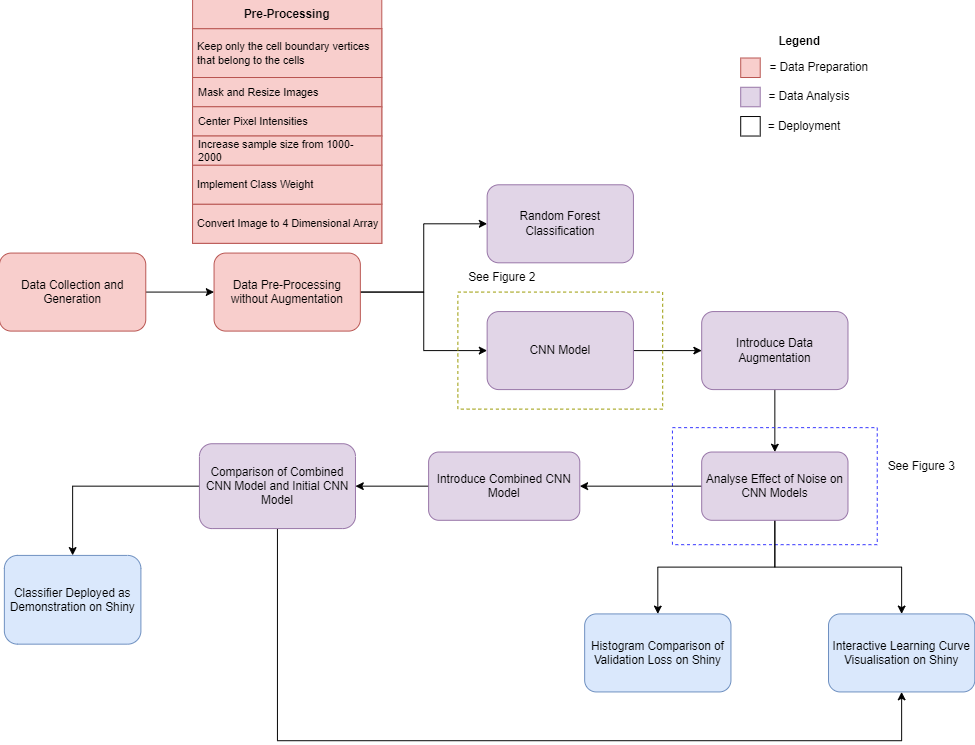 Pre-Processing
Keep only the cell boundary vertices
that belong to the cells
Mask and Resize Images
Center Pixel Intensities
Increase sample size from 1000-
2000
Implement Class Weight
Convert Image to 4 Dimensional Array
Legend
= Data Preparation
= Data Analysis
= Deployment
Data Collection and
Generation
Data Pre-Processing
without Augmentation
Random Forest
Classification
See Figure 2
CNN Model
Introduce Data
Augmentation
See Figure 3
Analyse Effect of Noise on
CNN Models
Introduce Combined CNN
Model
Comparison of Combined
CNN Model and Initial CNN
Model
Classifier Deployed as
Demonstration on Shiny
Histogram Comparison of
Validation Loss on Shiny
Interactive Learning Curve
Visualisation on Shiny